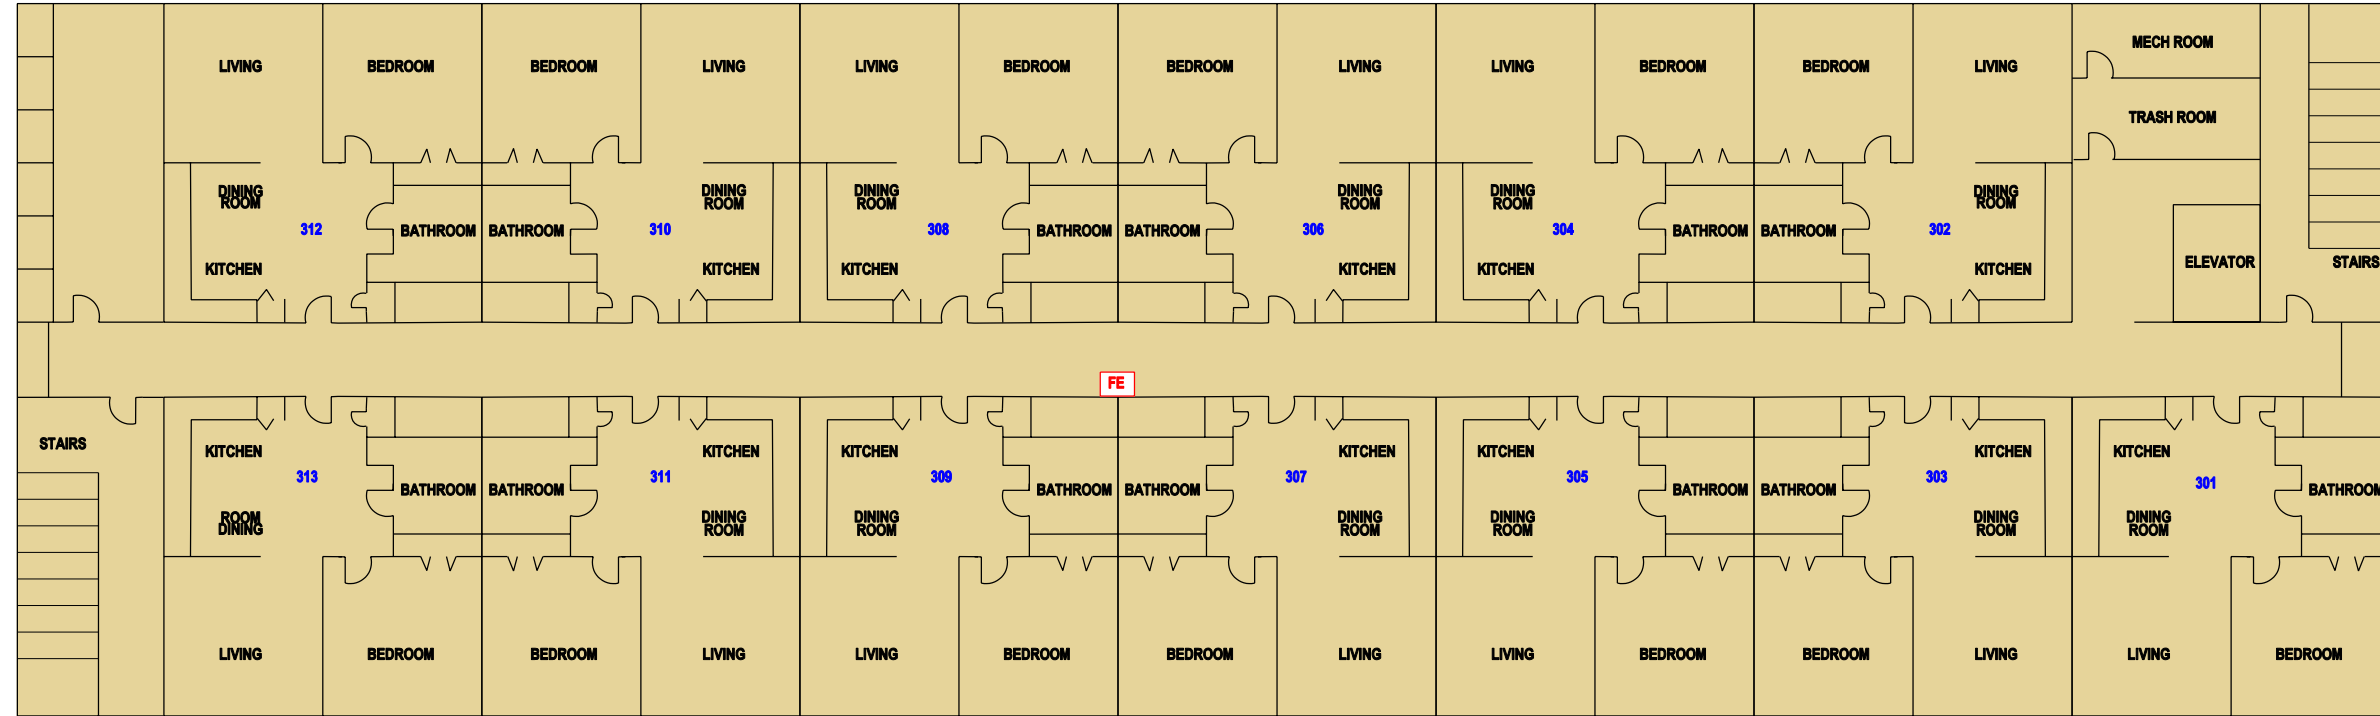 MECH ROOM
LIVING BEDROOM BEDROOM LIVING LIVING BEDROOM BEDROOM LIVING LIVING BEDROOM BEDROOM LIVING
TRASH ROOM
DINING DINING DINING DINING DINING DINING
ROOM ROOM ROOM ROOM ROOM ROOM
312 310 308 306 304 302
BATHROOM BATHROOM BATHROOM BATHROOM BATHROOM BATHROOM
ELEVATOR STAIRS
KITCHEN KITCHEN KITCHEN KITCHEN KITCHEN KITCHEN
FE
STAIRS
KITCHEN KITCHEN KITCHEN KITCHEN KITCHEN KITCHEN KITCHEN
313 311 309 307 305 303 301
BATHROOM BATHROOM BATHROOM BATHROOM BATHROOM BATHROOM BATHROOM
ROOM DINING DINING DINING DINING DINING DINING
DINING ROOM ROOM ROOM ROOM ROOM ROOM
LIVING BEDROOM BEDROOM LIVING LIVING BEDROOM BEDROOM LIVING LIVING BEDROOM BEDROOM LIVING LIVING BEDROOM